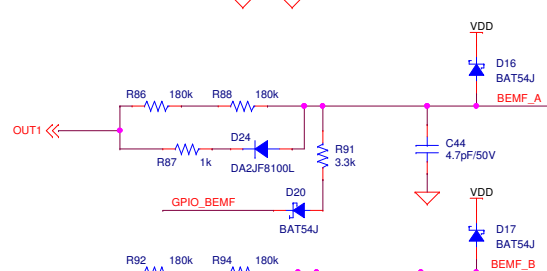 VDD
D16
BAT54J
BEMF_A
R86 180k R88 180k
OUT1
D24
R87 1k DA2JF8100L
R91
3.3k
C44
4.7pF/50V
D20
GPIO_BEMF
BAT54J
VDD
D17
BAT54J
BEMF_B
R92 180k R94 180k